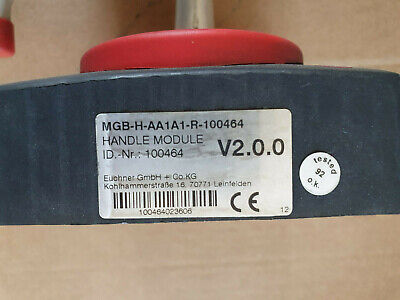 MGB-H-AA1A1-R-100464
HANDLE MODULE
ID.-Nr.: 100464 V2.0.0
Euchner GmbH + Co.KG
Kohlhammerstraße 16, 70771 Leinfelden
100464023606 CE 12
tested
92
o.k.